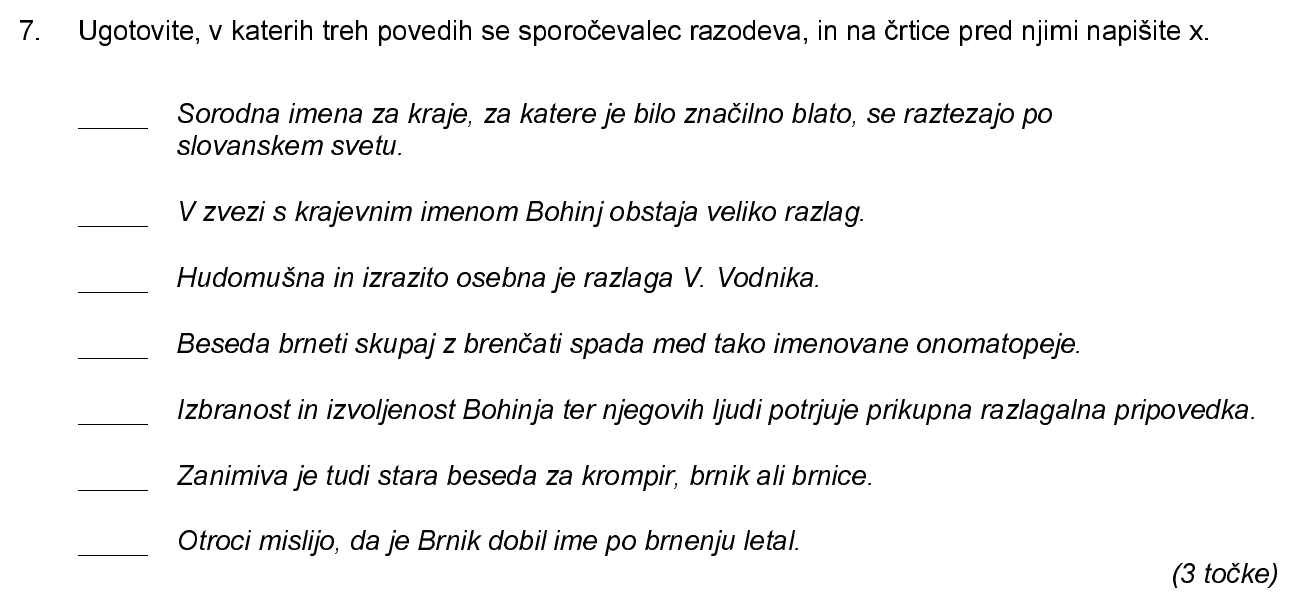 7. Ugotovite, v katerih treh povedih se sporočevalec razodeva, in na črtice pred njimi napišite x.
_____ Sorodna imena za kraje, za katere je bilo značilno blato, se raztezajo po
slovanskem svetu.
_____ V zvezi s krajevnim imenom Bohinj obstaja veliko razlag.
_____ Hudomušna in izrazito osebna je razlaga V. Vodnika.
_____ Beseda brneti skupaj z brenčati spada med tako imenovane onomatopeje.
_____ Izbranost in izvoljenost Bohinja ter njegovih ljudi potrjuje prikupna razlagalna pripovedka.
_____ Zanimiva je tudi stara beseda za krompir, brnik ali brnice.
_____ Otroci mislijo, da je Brnik dobil ime po brnenju letal.
(3 točke)